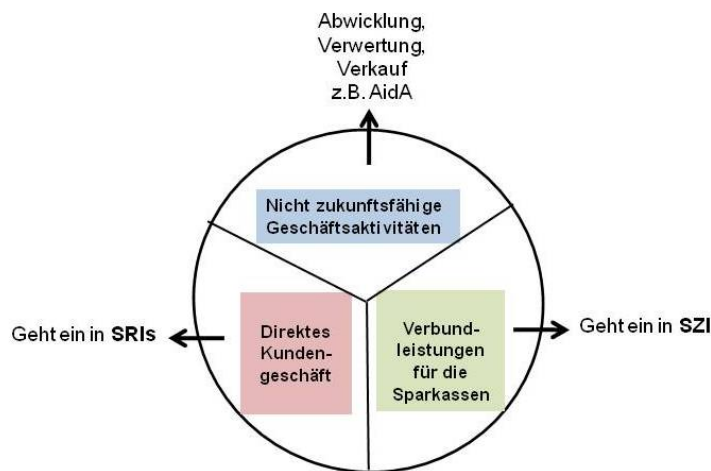 Abwicklung,
Verwertung,
Verkauf
z.B. AidA
Nicht zukunftsfähige
Geschäftsaktivitäten
Geht ein in SRIs
Direktes
Kunden-
geschäft
Verbund-
leistungen
für die
Sparkassen
Geht ein in SZI